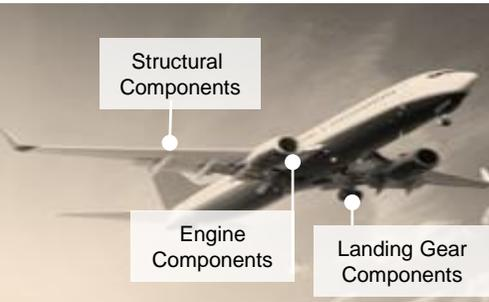 Structural
Components
Engine
Components
Landing Gear
Components